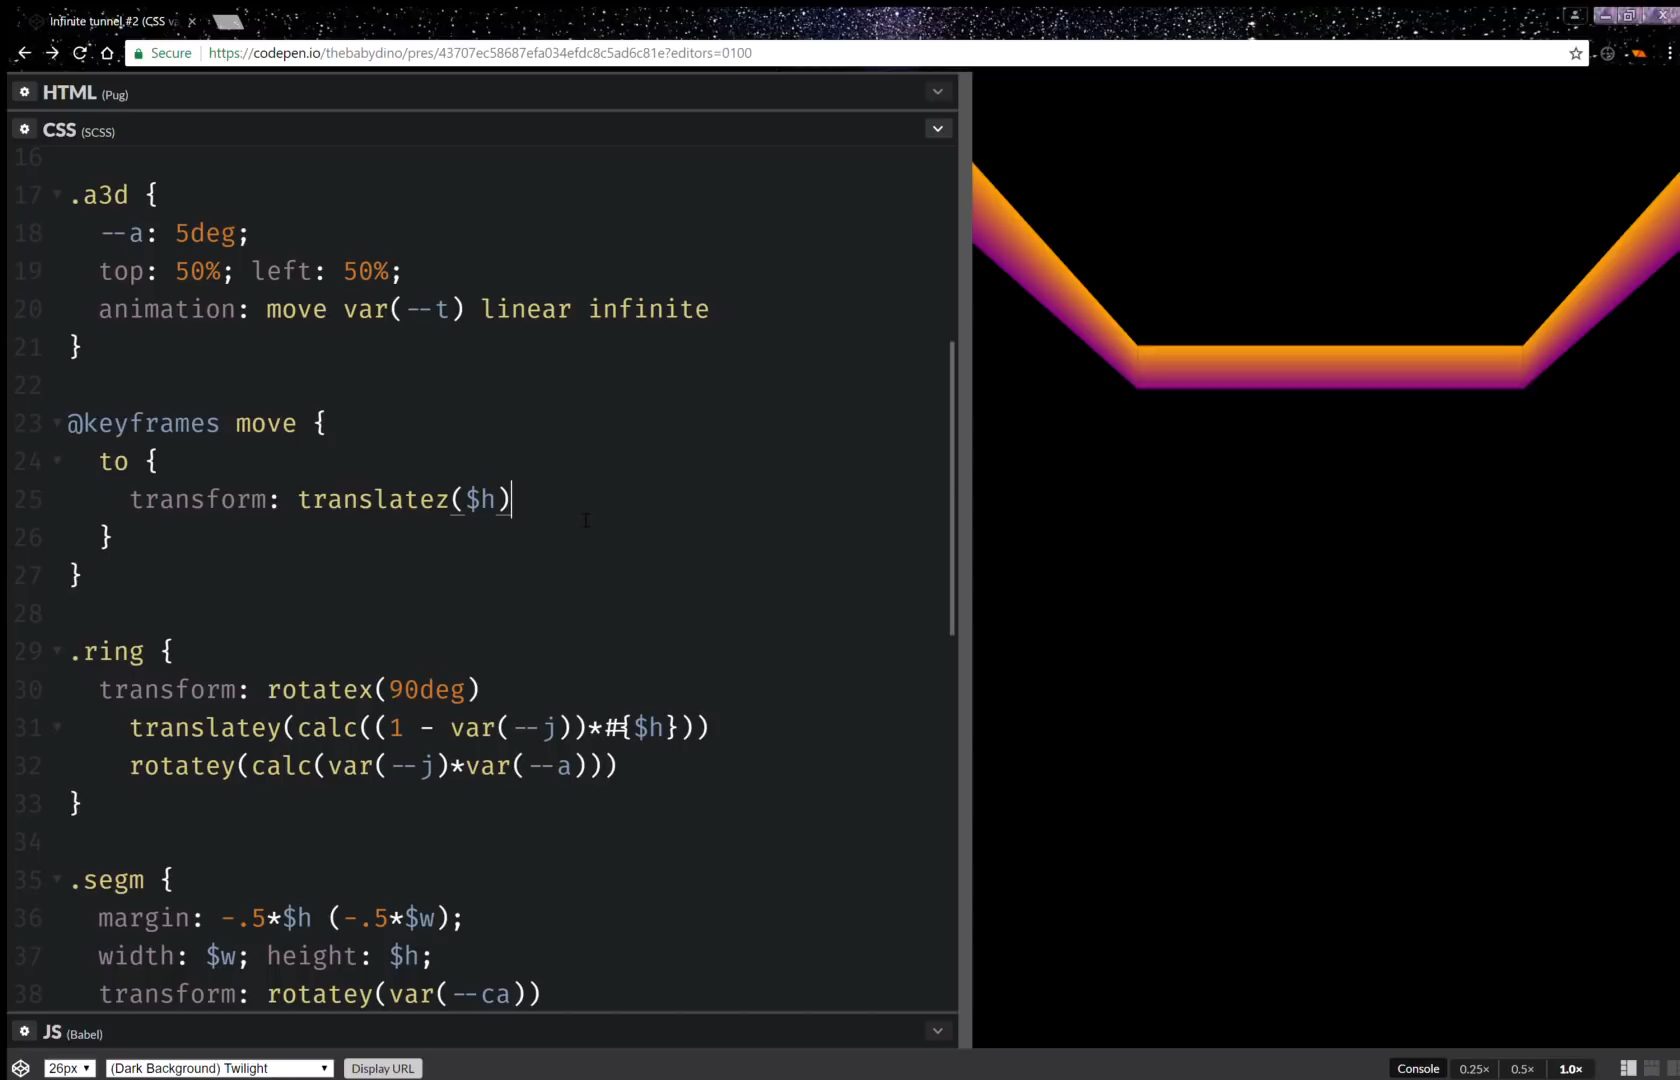 Infinite tunnel #2 (CSS va
Secure https://codepen.io/thebabydino/pres/43707ec58687efa034efdc8c5ad6c81e?editors=0100
HTML (Pug)
CSS (SCSS)
16
17 .a3d {
18 --a: 5deg;
19 top: 50%; left: 50%;
20 animation: move var(--t) linear infinite
21 }
22
23 @keyframes move {
24 to {
25 transform: translatez($h)
26 }
27 }
28
29 .ring {
30 transform: rotatex(90deg)
31 translatey(calc((1 - var(--j))*#{$h}))
32 rotatey(calc(var(--j)*var(--a)))
33 }
34
35 .segm {
36 margin: -.5*$h (-.5*$w);
37 width: $w; height: $h;
38 transform: rotatey(var(--ca))
JS (Babel)
26px (Dark Background) Twilight Display URL Console 0.25× 0.5× 1.0×